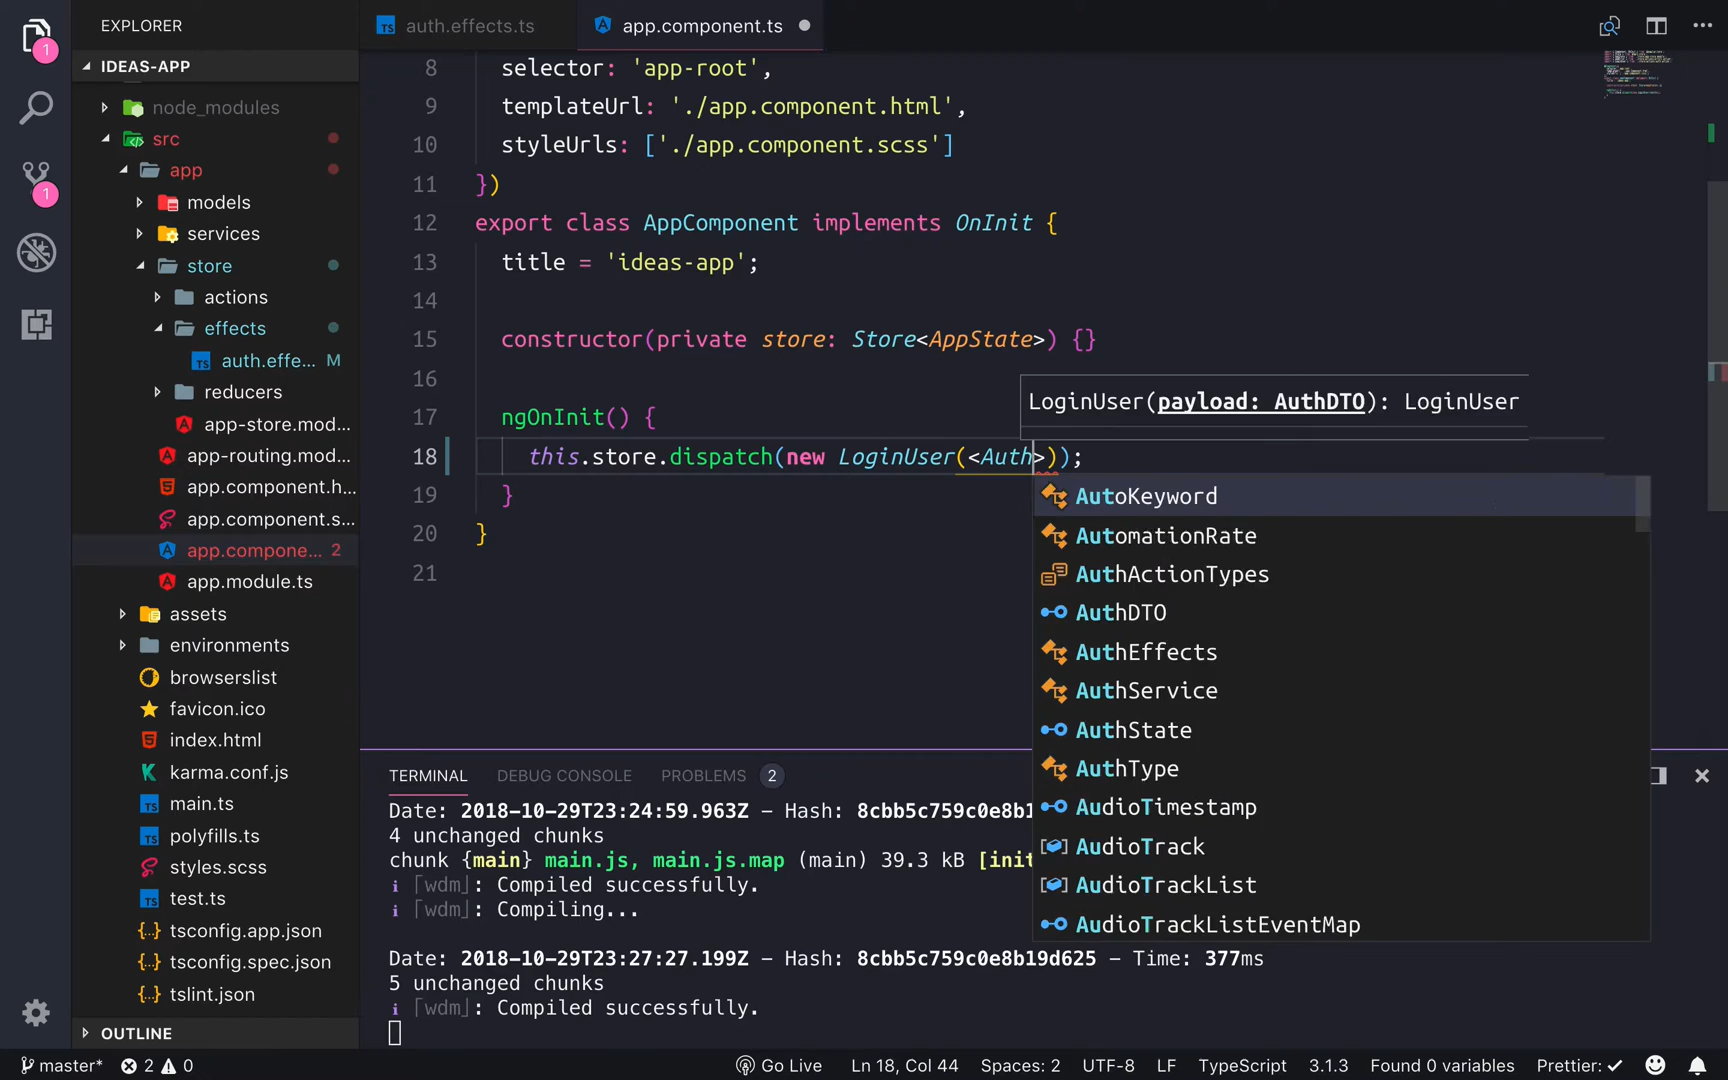 EXPLORER
1
IDEAS-APP
node_modules
src
app
models
services
store
actions
effects
TS auth.effe... M
reducers
app-store.mod...
app-routing.mod...
app.component.h...
app.component.s...
app.compone... 2
app.module.ts
assets
environments
browserslist
favicon.ico
index.html
karma.conf.js
TS main.ts
TS polyfills.ts
styles.scss
TS test.ts
{..} tsconfig.app.json
{..} tsconfig.spec.json
{..} tslint.json
OUTLINE
1
TS auth.effects.ts
app.component.ts
8 selector: 'app-root',
9 templateUrl: './app.component.html',
10 styleUrls: ['./app.component.scss']
11 })
12 export class AppComponent implements OnInit {
13 title = 'ideas-app';
14
15 constructor(private store: Store<AppState>) {}
16
17 ngOnInit() {
18 this.store.dispatch(new LoginUser(<Auth>));
19 }
20 }
21
LoginUser(payload: AuthDTO): LoginUser
AutoKeyword
AutomationRate
AuthActionTypes
AuthDTO
AuthEffects
AuthService
AuthState
AuthType
AudioTimestamp
AudioTrack
AudioTrackList
AudioTrackListEventMap
TERMINAL DEBUG CONSOLE PROBLEMS 2
Date: 2018-10-29T23:24:59.963Z - Hash: 8cbb5c759c0e8b1
4 unchanged chunks
chunk {main} main.js, main.js.map (main) 39.3 kB [init
i ｢wdm｣: Compiled successfully.
i ｢wdm｣: Compiling...
Date: 2018-10-29T23:27:27.199Z - Hash: 8cbb5c759c0e8b19d625 - Time: 377ms
5 unchanged chunks
i ｢wdm｣: Compiled successfully.
master* 2 0 Go Live Ln 18, Col 44 Spaces: 2 UTF-8 LF TypeScript 3.1.3 Found 0 variables Prettier: ✓